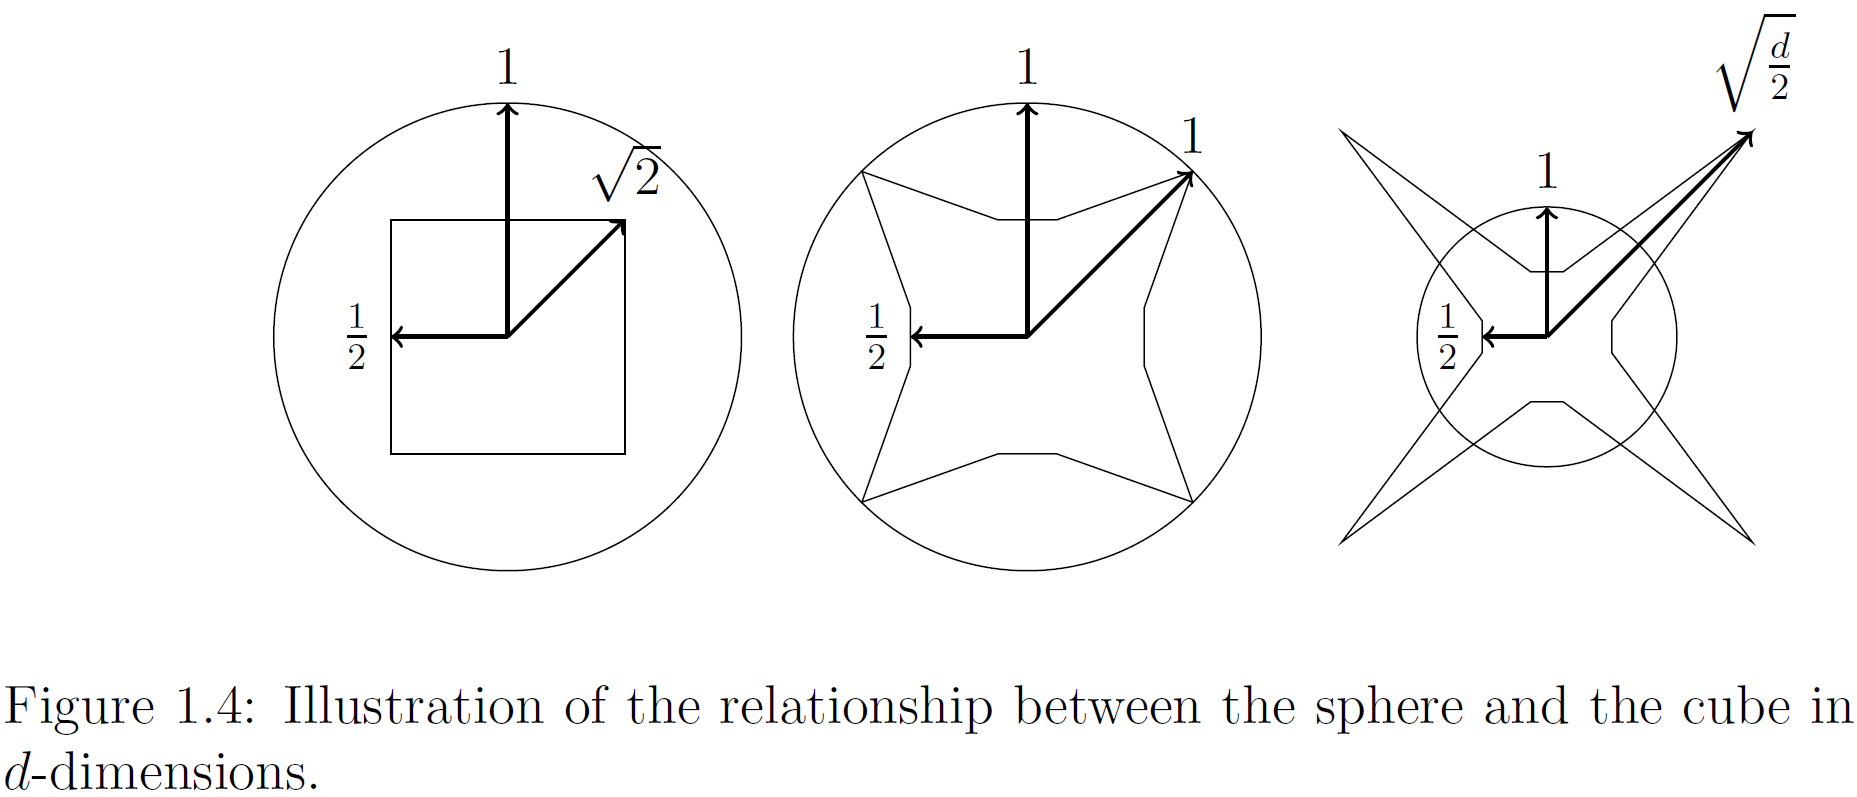 1
√2
1/2
1
1
1/2
√(d/2)
1
1/2
Figure 1.4: Illustration of the relationship between the sphere and the cube in
d-dimensions.